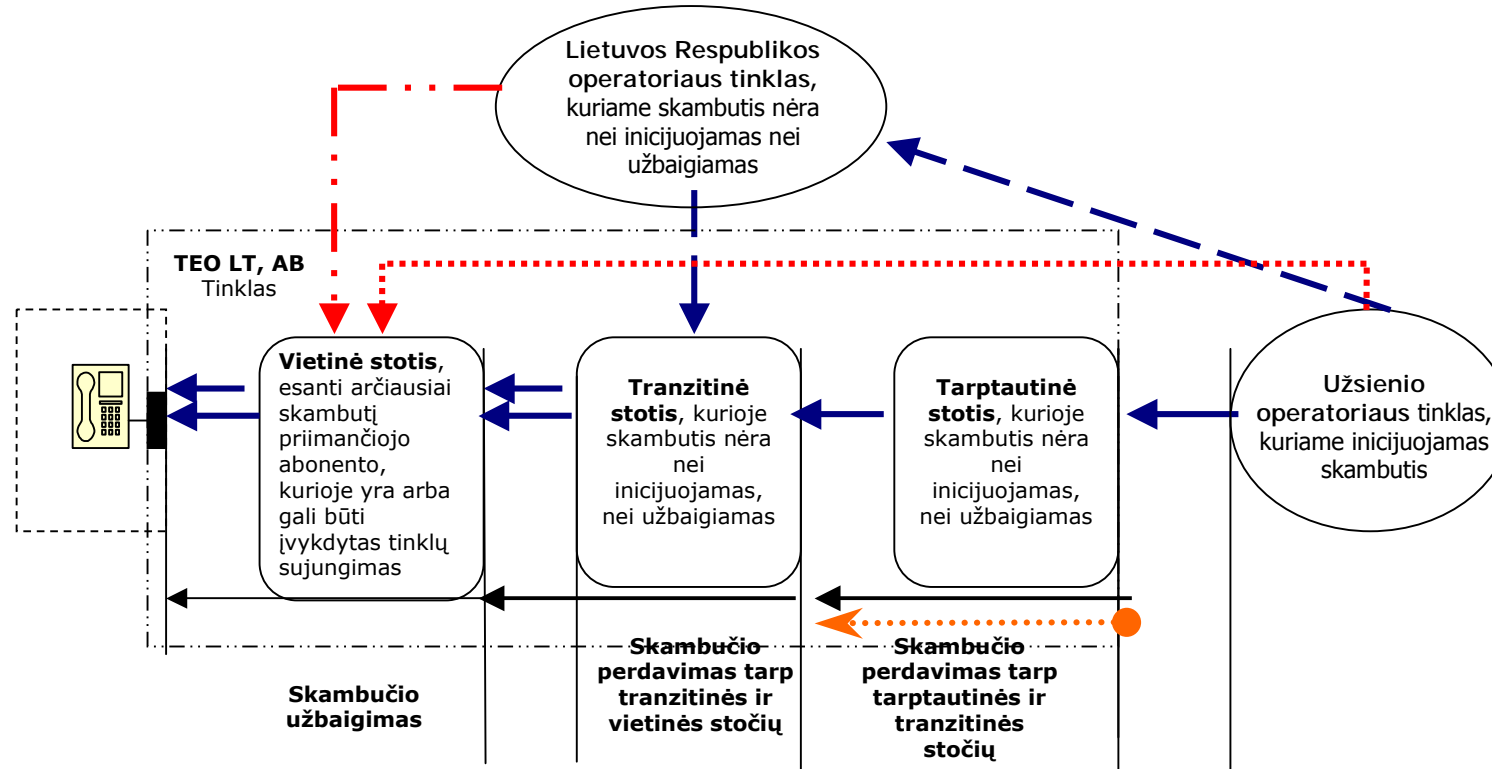 Lietuvos Respublikos
operatoriaus tinklas,
kuriame skambutis nėra
nei inicijuojamas nei
užbaigiamas
TEO LT, AB
Tinklas
Vietinė stotis,
esanti arčiausiai
skambutį
priimančiojo
abonento,
kurioje yra arba
gali būti
įvykdytas tinklų
sujungimas
Tranzitinė
stotis, kurioje
skambutis nėra
nei
inicijuojamas,
nei užbaigiamas
Tarptautinė
stotis, kurioje
skambutis nėra
nei
inicijuojamas,
nei užbaigiamas
Užsienio
operatoriaus tinklas,
kuriame inicijuojamas
skambutis
Skambučio
užbaigimas
Skambučio
perdavimas tarp
tranzitinės ir
vietinės stočių
Skambučio
perdavimas tarp
tarptautinės ir
tranzitinės
stočių